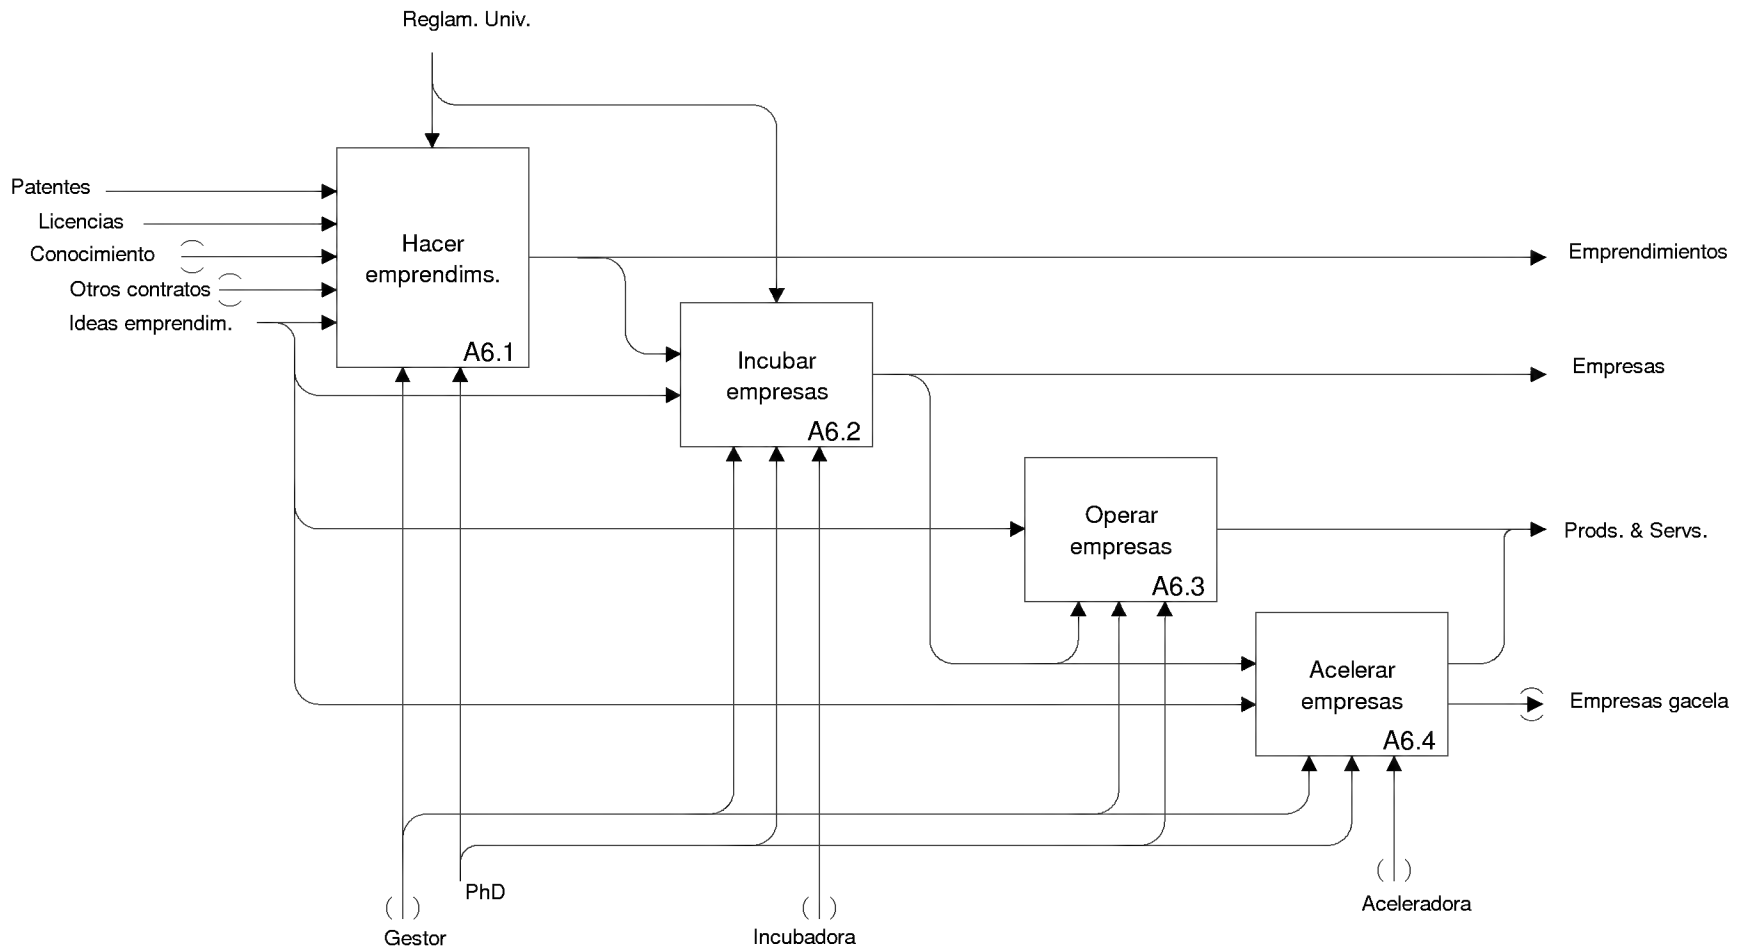 Reglam. Univ.
Patentes
Licencias
Conocimiento
Otros contratos
Ideas emprendim.
Hacer
emprendims.
A6.1
Emprendimientos
Incubar
empresas
A6.2
Empresas
Operar
empresas
A6.3
Prods. & Servs.
Acelerar
empresas
A6.4
Empresas gacela
PhD
Gestor
Incubadora
Aceleradora